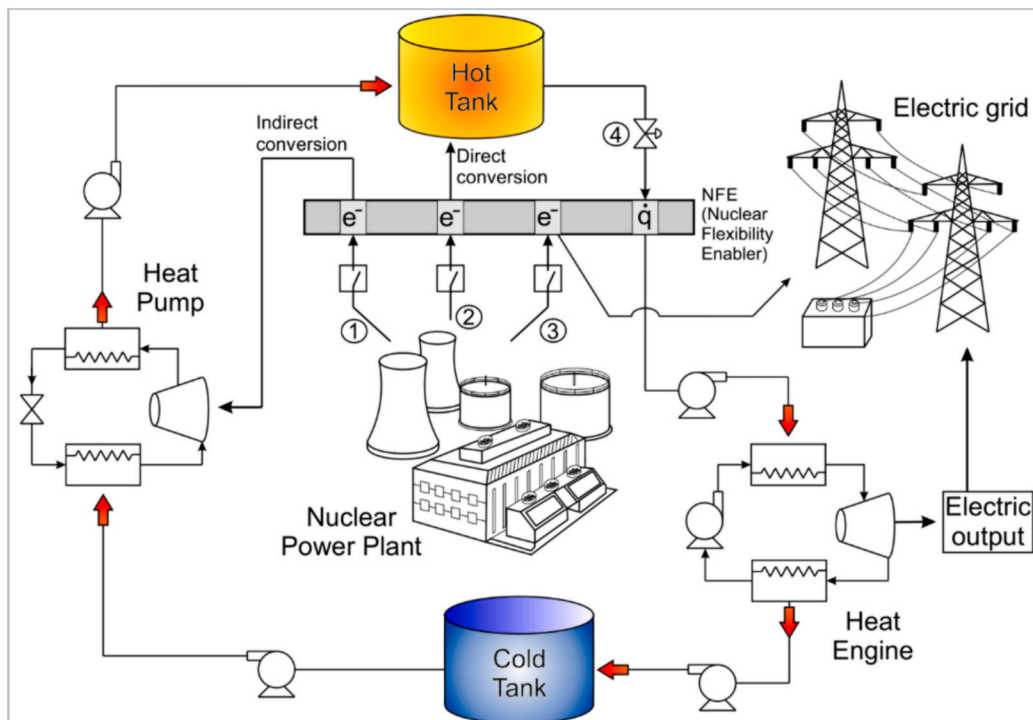 Hot
Tank
Electric grid
Indirect
conversion
④
Direct
conversion
NFE
(Nuclear
Flexibility
Enabler)
e⁻
e⁻
e⁻
q̇
Heat
Pump
①
②
③
Nuclear
Power Plant
Electric
output
Heat
Engine
Cold
Tank